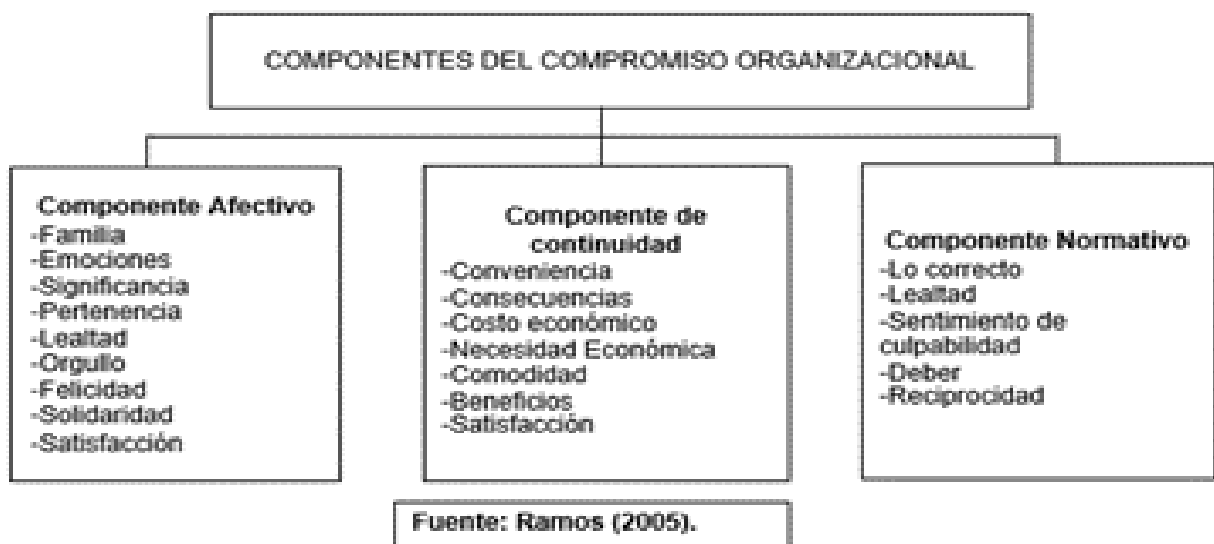 COMPONENTES DEL COMPROMISO ORGANIZACIONAL
Componente Afectivo
-Familia
-Emociones
-Significancia
-Pertenencia
-Lealtad
-Orgullo
-Felicidad
-Solidaridad
-Satisfacción
Componente de
continuidad
-Conveniencia
-Consecuencias
-Costo económico
-Necesidad Económica
-Comodidad
-Beneficios
-Satisfacción
Componente Normativo
-Lo correcto
-Lealtad
-Sentimiento de
culpabilidad
-Deber
-Reciprocidad
Fuente: Ramos (2005).